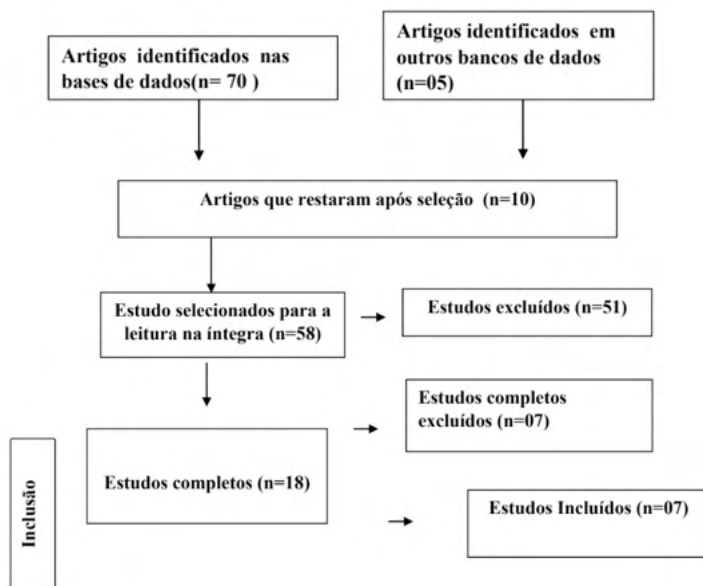 Artigos identificados nas
bases de dados(n= 70 )
Artigos identificados em
outros bancos de dados
(n=05)
Artigos que restaram após seleção (n=10)
Estudo selecionados para a
leitura na íntegra (n=58)
Estudos excluídos (n=51)
Estudos completos
excluídos (n=07)
Inclusão
Estudos completos (n=18)
Estudos Incluídos (n=07)